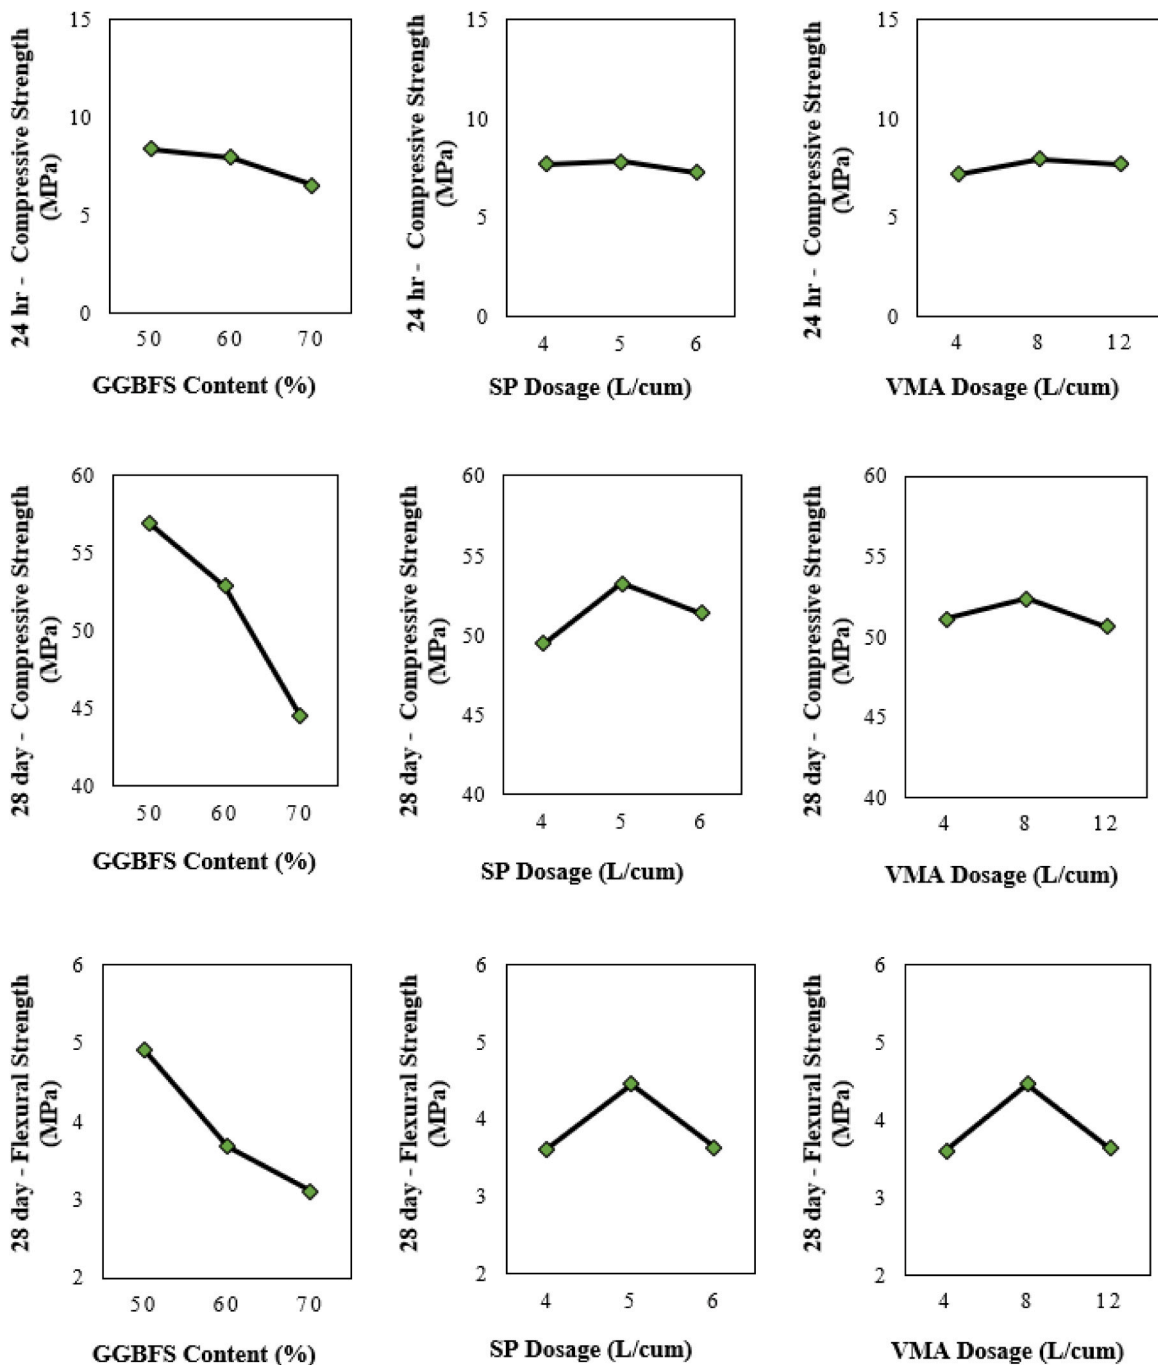 24 hr - Compressive Strength
(MPa)
15
10
5
0
50 60 70
GGBFS Content (%)
24 hr - Compressive Strength
(MPa)
15
10
5
0
4 5 6
SP Dosage (L/cum)
24 hr - Compressive Strength
(MPa)
15
10
5
0
4 8 12
VMA Dosage (L/cum)
28 day - Compressive Strength
(MPa)
60
55
50
45
40
50 60 70
GGBFS Content (%)
28 day - Compressive Strength
(MPa)
60
55
50
45
40
4 5 6
SP Dosage (L/cum)
28 day - Compressive Strength
(MPa)
60
55
50
45
40
4 8 12
VMA Dosage (L/cum)
28 day - Flexural Strength
(MPa)
6
5
4
3
2
50 60 70
GGBFS Content (%)
28 day - Flexural Strength
(MPa)
6
5
4
3
2
4 5 6
SP Dosage (L/cum)
28 day - Flexural Strength
(MPa)
6
5
4
3
2
4 8 12
VMA Dosage (L/cum)